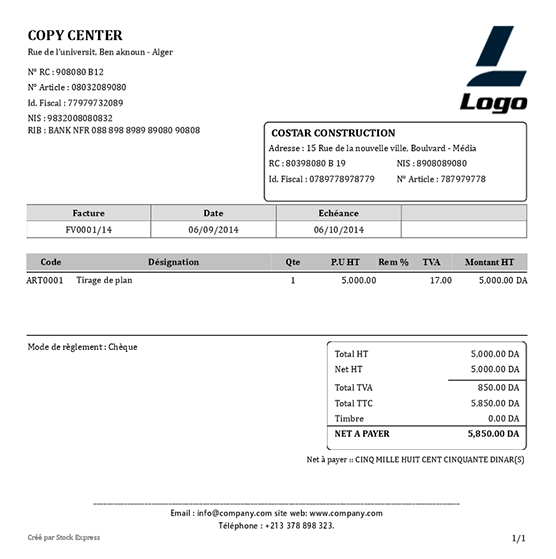 COPY CENTER
Rue de l'universit, Ben aknoun - Alger
N° RC : 908080 B12
N° Article : 08032089080
Id. Fiscal : 77979732089
NIS : 9832008080832
RIB : BANK NFR 088 898 8989 89080 90808
Logo
COSTAR CONSTRUCTION
Adresse : 15 Rue de la nouvelle ville, Boulvard - Média
RC : 80398080 B 19 NIS : 8908089080
Id. Fiscal : 0789778978779 N° Article : 787979778
Facture Date Echéance
FV0001/14 06/09/2014 06/10/2014
Code Désignation Qte P.U HT Rem % TVA Montant HT
ART0001 Tirage de plan 1 5,000.00 17.00 5,000.00 DA
Mode de règlement : Chèque
Total HT 5,000.00 DA
Net HT 5,000.00 DA
Total TVA 850.00 DA
Total TTC 5,850.00 DA
Timbre 0.00 DA
NET A PAYER 5,850.00 DA
Net à payer :: CINQ MILLE HUIT CENT CINQUANTE DINAR(S)
Email : info@company.com site web: www.company.com
Téléphone : +213 378 898 323.
Créé par Stock Express 1/1